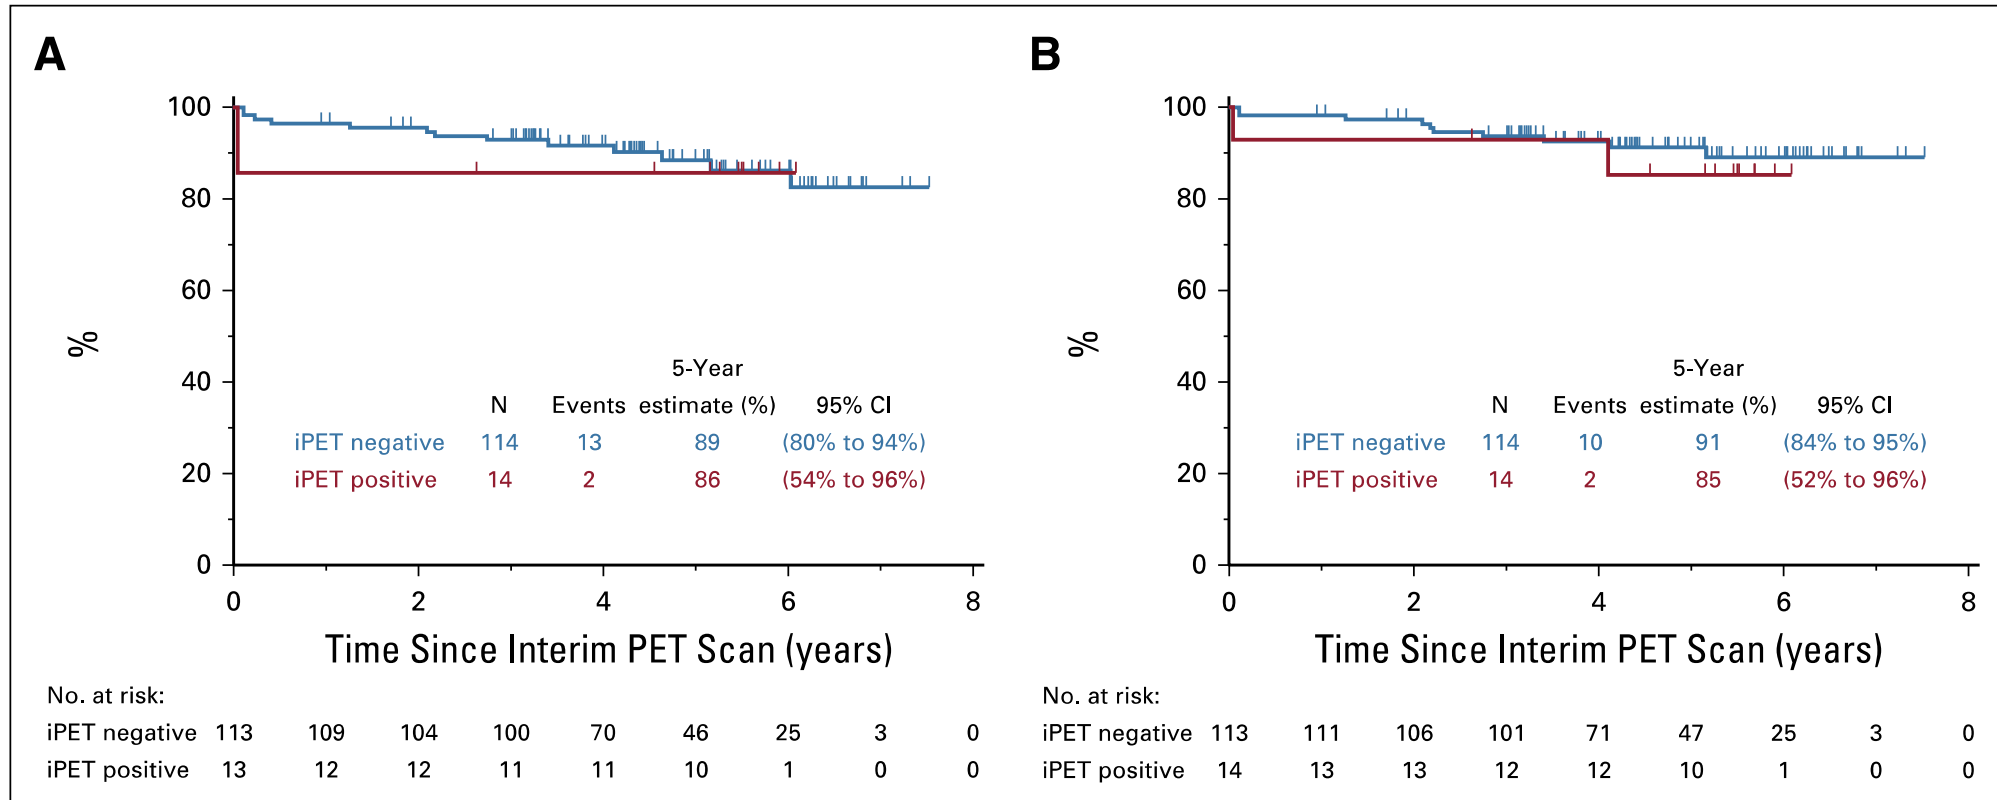 A
100
80
60
40
20
0
%
5-Year
N Events estimate (%) 95% CI
iPET negative 114 13 89 (80% to 94%)
iPET positive 14 2 86 (54% to 96%)
0 2 4 6 8
Time Since Interim PET Scan (years)
No. at risk:
iPET negative 113 109 104 100 70 46 25 3 0
iPET positive 13 12 12 11 11 10 1 0 0
B
100
80
60
40
20
0
%
5-Year
N Events estimate (%) 95% CI
iPET negative 114 10 91 (84% to 95%)
iPET positive 14 2 85 (52% to 96%)
0 2 4 6 8
Time Since Interim PET Scan (years)
No. at risk:
iPET negative 113 111 106 101 71 47 25 3 0
iPET positive 14 13 13 12 12 10 1 0 0